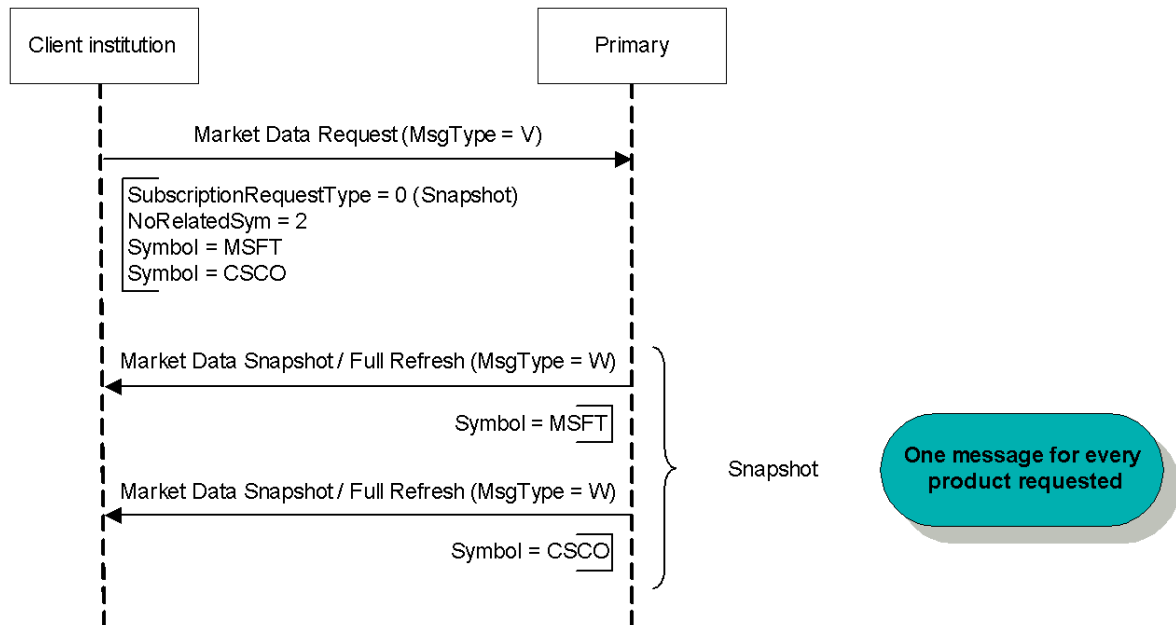 Client institution
Primary
Market Data Request (MsgType = V)
SubscriptionRequestType = 0 (Snapshot)
NoRelatedSym = 2
Symbol = MSFT
Symbol = CSCO
Market Data Snapshot / Full Refresh (MsgType = W)
Symbol = MSFT
Snapshot
One message for every
product requested
Market Data Snapshot / Full Refresh (MsgType = W)
Symbol = CSCO